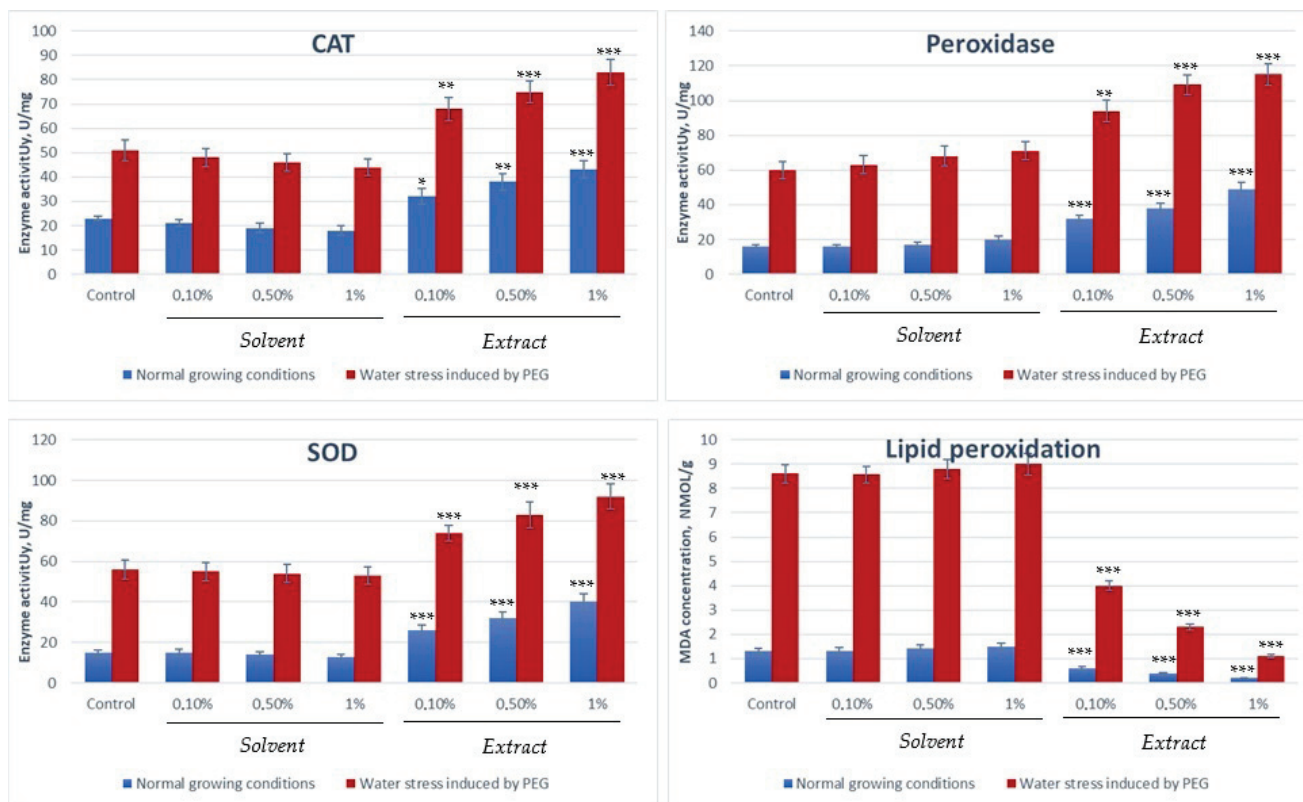 CAT
Enzyme activitUy, U/mg
100
90
80
70
60
50
40
30
20
10
0
* ** *** ** *** ***
Control 0.10% 0.50% 1% 0.10% 0.50% 1%
Solvent Extract
Normal growing conditions Water stress induced by PEG
Peroxidase
Enzyme activitUy, U/mg
140
120
100
80
60
40
20
0
*** *** *** ** *** ***
Control 0.10% 0.50% 1% 0.10% 0.50% 1%
Solvent Extract
Normal growing conditions Water stress induced by PEG
SOD
Enzyme activitUy, U/mg
120
100
80
60
40
20
0
*** *** *** *** *** ***
Control 0.10% 0.50% 1% 0.10% 0.50% 1%
Solvent Extract
Normal growing conditions Water stress induced by PEG
Lipid peroxidation
MDA concentration, NMOL/g
10
9
8
7
6
5
4
3
2
1
0
*** *** *** *** *** ***
Control 0.10% 0.50% 1% 0.10% 0.50% 1%
Solvent Extract
Normal growing conditions Water stress induced by PEG